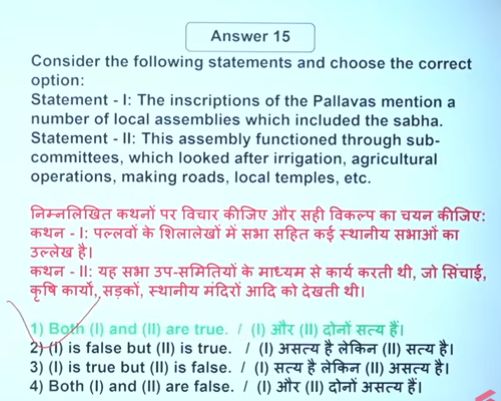 Answer 15
Consider the following statements and choose the correct
option:
Statement - I: The inscriptions of the Pallavas mention a
number of local assemblies which included the sabha.
Statement - II: This assembly functioned through sub-
committees, which looked after irrigation, agricultural
operations, making roads, local temples, etc.
निम्नलिखित कथनों पर विचार कीजिए और सही विकल्प का चयन कीजिए:
कथन - I: पल्लवों के शिलालेखों में सभा सहित कई स्थानीय सभाओं का
उल्लेख है।
कथन - II: यह सभा उप-समितियों के माध्यम से कार्य करती थी, जो सिंचाई,
कृषि कार्यों, सड़कों, स्थानीय मंदिरों आदि को देखती थी।
1) Both (I) and (II) are true. / (I) और (II) दोनों सत्य हैं।
2) (I) is false but (II) is true. / (I) असत्य है लेकिन (II) सत्य है।
3) (I) is true but (II) is false. / (I) सत्य है लेकिन (II) असत्य है।
4) Both (I) and (II) are false. / (I) और (II) दोनों असत्य हैं।